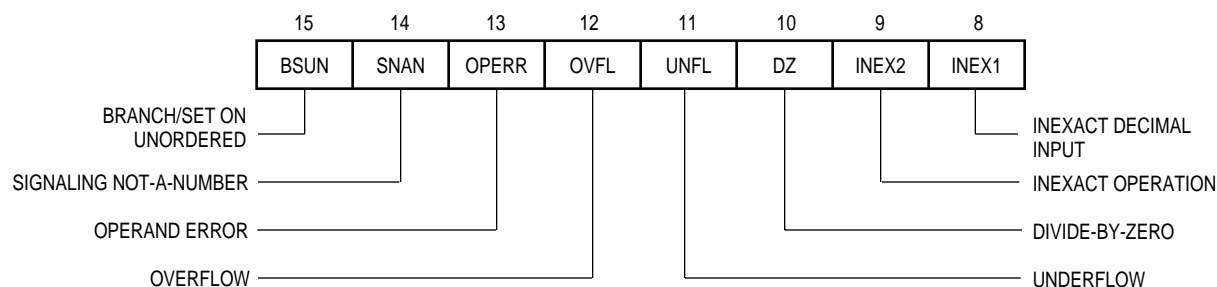 15 14 13 12 11 10 9 8
BSUN SNAN OPERR OVFL UNFL DZ INEX2 INEX1
BRANCH/SET ON
UNORDERED
INEXACT DECIMAL
INPUT
SIGNALING NOT-A-NUMBER
INEXACT OPERATION
OPERAND ERROR
DIVIDE-BY-ZERO
OVERFLOW
UNDERFLOW